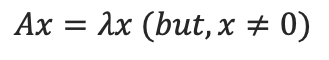 Ax = λx (but, x ≠ 0)